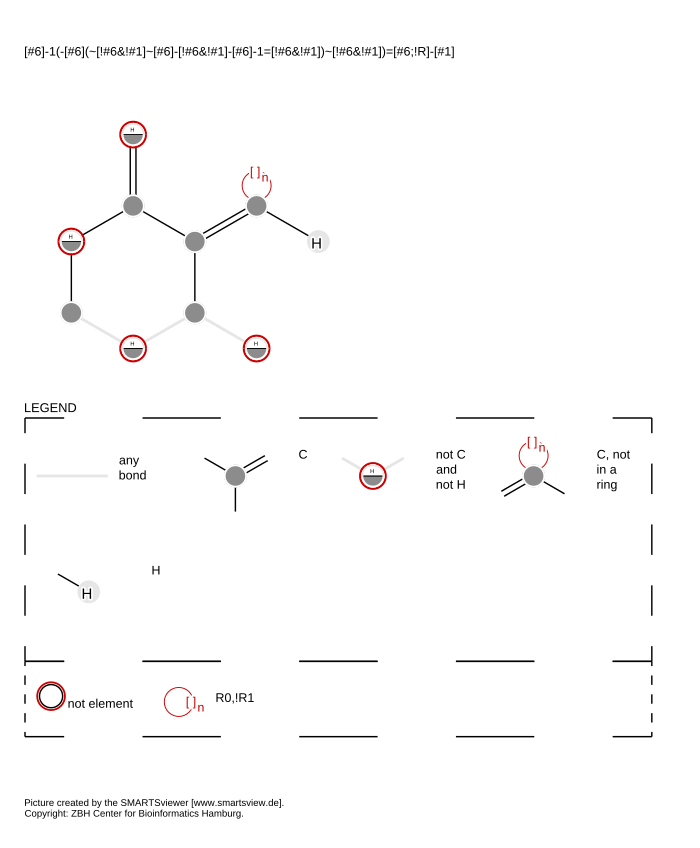 [#6]-1(-[#6](~[!#6&!#1]~[#6]-[!#6&!#1]-[#6]-1=[!#6&!#1])~[!#6&!#1])=[#6;!R]-[#1]
H
[ ]n
H
H
H
H
LEGEND
any
bond
C
H
not C
and
not H
[ ]n
C, not
in a
ring
H
H
not element
[ ]n
R0,!R1
Picture created by the SMARTSviewer [www.smartsview.de].
Copyright: ZBH Center for Bioinformatics Hamburg.